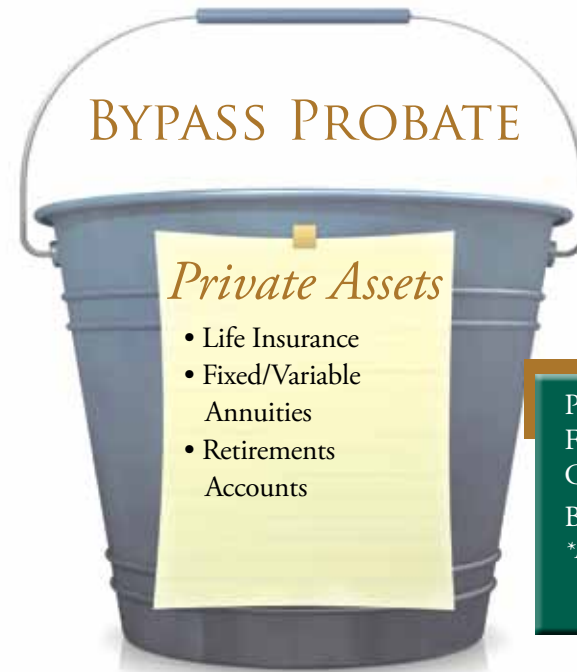 BYPASS PROBATE
Private Assets
• Life Insurance
• Fixed/Variable
Annuities
• Retirements
Accounts